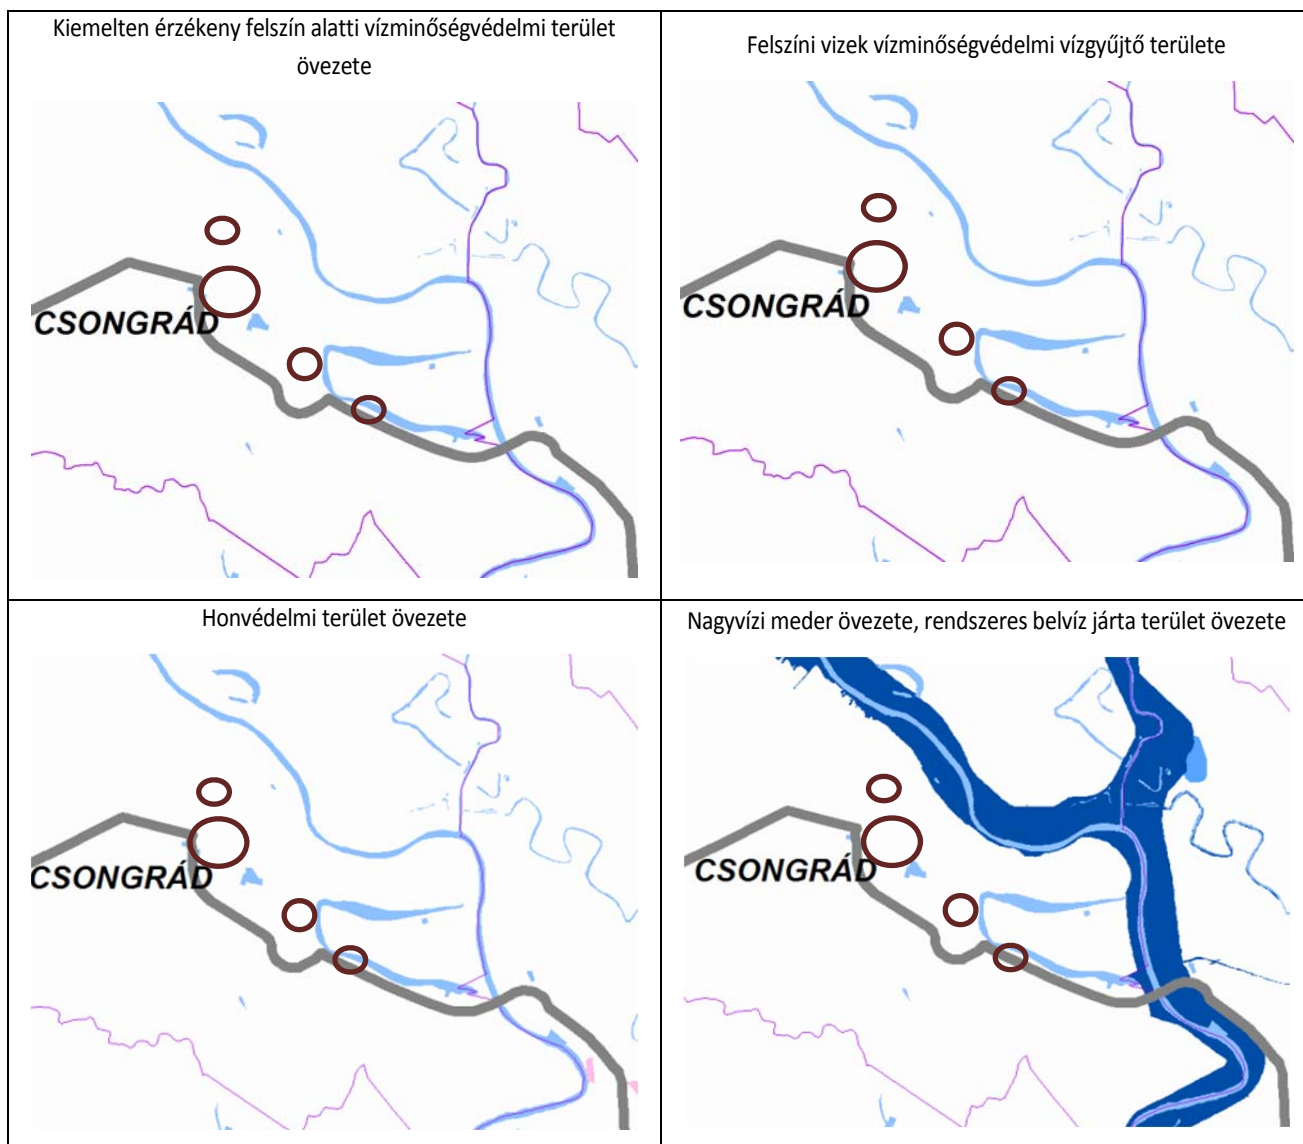 Kiemelten érzékeny felszín alatti vízminőségvédelmi terület
övezete
Felszíni vizek vízminőségvédelmi vízgyűjtő területe
CSONGRÁD
CSONGRÁD
Honvédelmi terület övezete
Nagyvízi meder övezete, rendszeres belvíz járta terület övezete
CSONGRÁD
CSONGRÁD